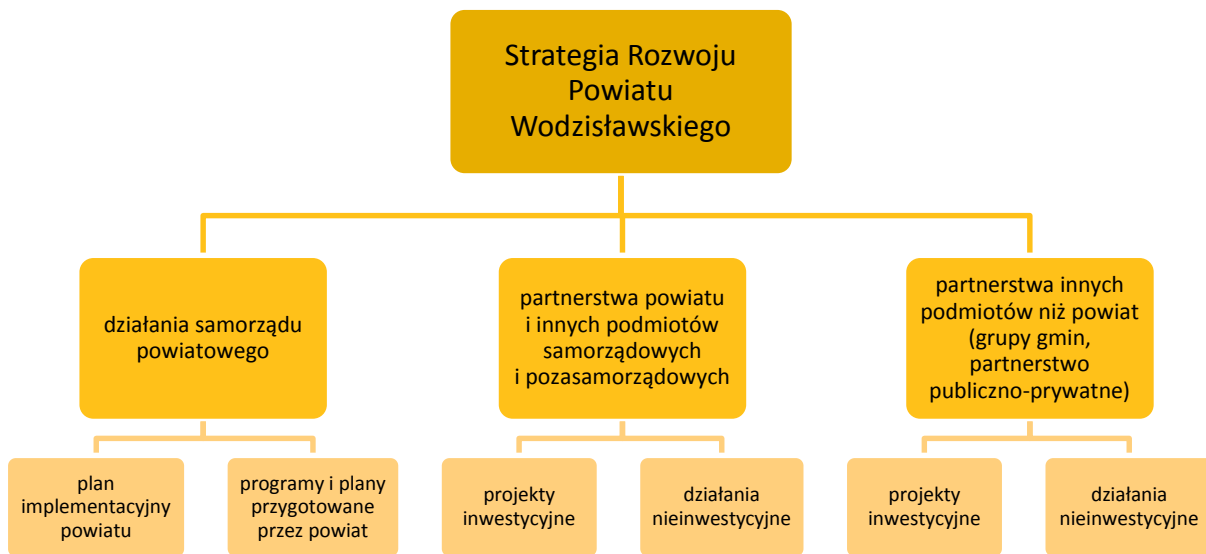 Strategia Rozwoju
Powiatu
Wodzisławskiego
działania samorządu
powiatowego
partnerstwa powiatu
i innych podmiotów
samorządowych
i pozasamorządowych
partnerstwa innych
podmiotów niż powiat
(grupy gmin,
partnerstwo
publiczno-prywatne)
plan
implementacyjny
powiatu
programy i plany
przygotowane
przez powiat
projekty
inwestycyjne
działania
nieinwestycyjne
projekty
inwestycyjne
działania
nieinwestycyjne